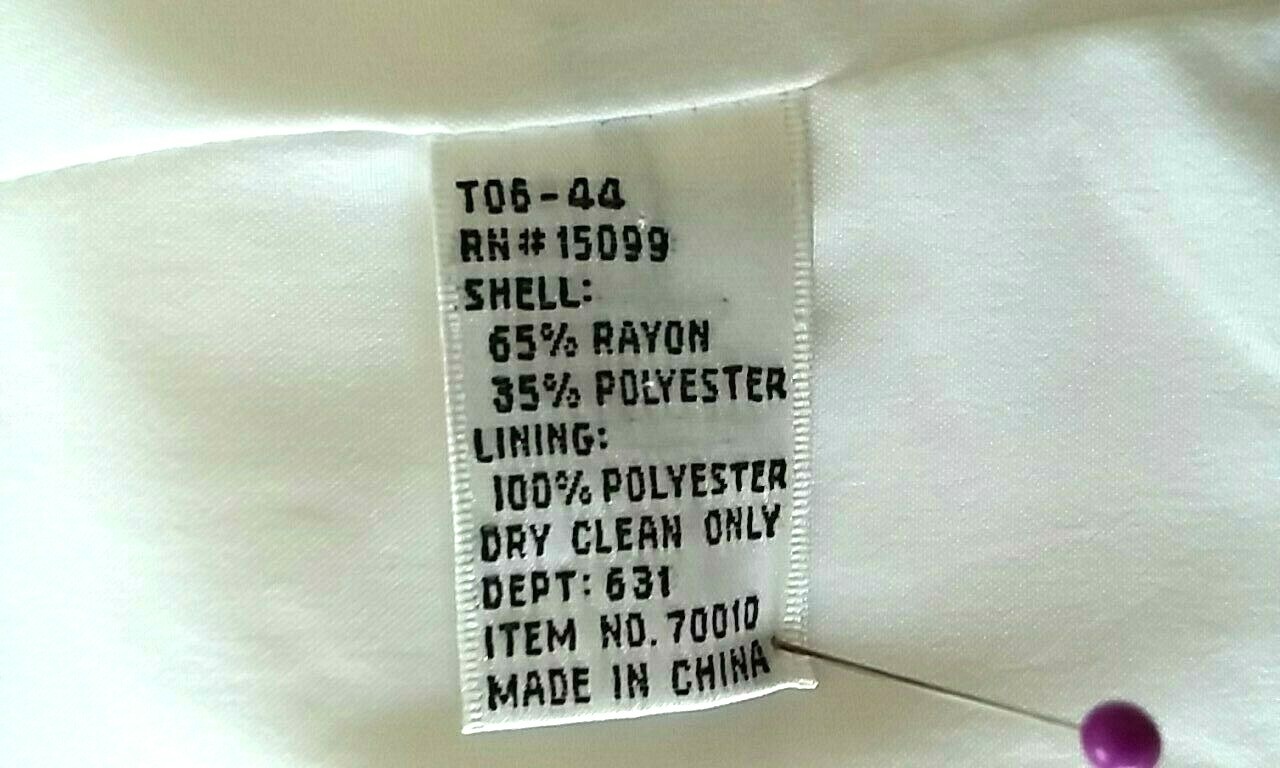 T06-44
RN#15099
SHELL:
65% RAYON
35% POLYESTER
LINING:
100% POLYESTER
DRY CLEAN ONLY
DEPT: 631
ITEM NO. 70010
MADE IN CHINA